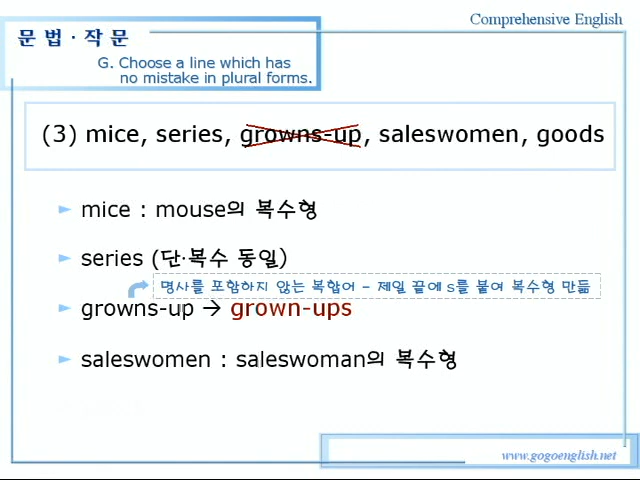 Comprehensive English
문 법 · 작 문
G. Choose a line which has
no mistake in plural forms.
(3) mice, series, growns-up, saleswomen, goods
► mice : mouse의 복수형
► series (단·복수 동일)
명사를 포함하지 않는 복합어 – 제일 끝에 s를 붙여 복수형 만듦
► growns-up → grown-ups
► saleswomen : saleswoman의 복수형
www.gogoenglish.net